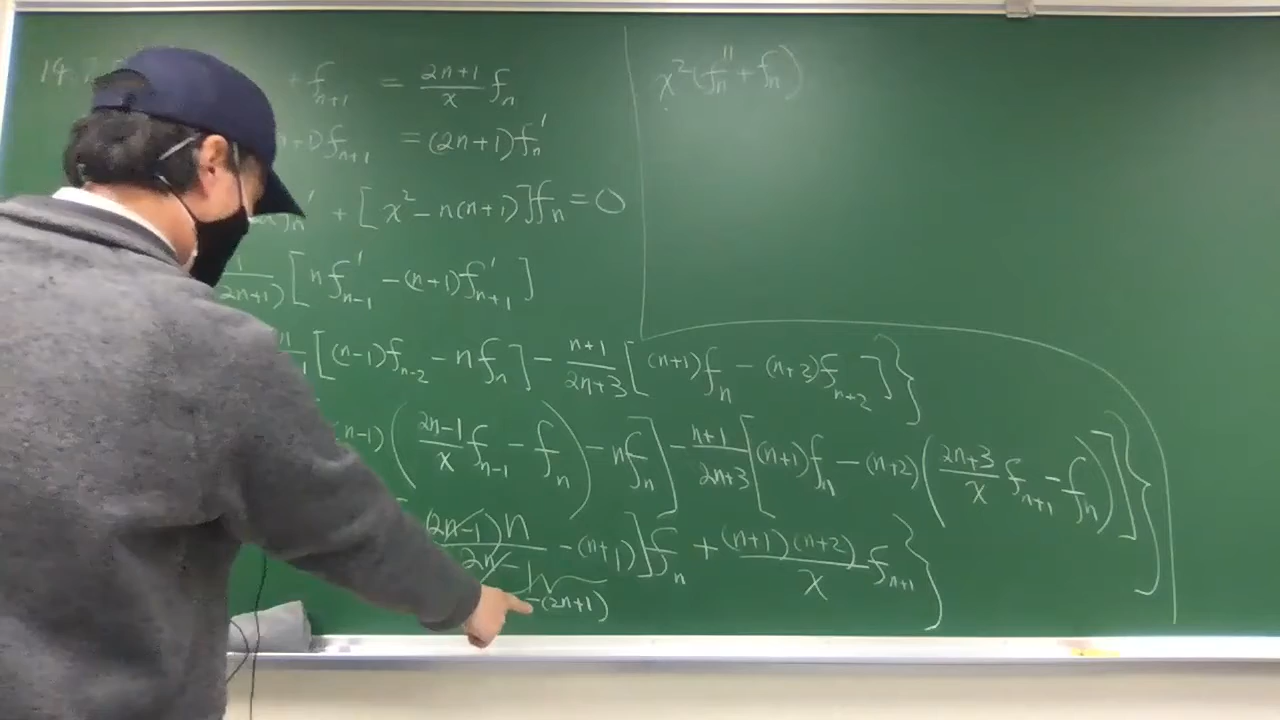 14.7
+ f_{n+1} = \frac{2n+1}{x} f_n
n+1)f_{n+1} = (2n+1)f_n'
f_n' + [x^2 - n(n+1)]f_n = 0
\frac{1}{2n+1)} [n f_{n-1}' - (n+1)f_{n+1}']
[(n-1)f_{n-2} - n f_n] - \frac{n+1}{2n+3} [(n+1)f_n - (n+2)f_{n+2}]}
n-1) (\frac{2n-1}{x} f_{n-1} - f_n) - n f_n] - \frac{n+1}{2n+3} [(n+1)f_n - (n+2) (\frac{2n+3}{x} f_{n+1} - f_n)]}
\frac{(2n-1)n}{2n-1} - (n+1)]f_n + \frac{(n+1)(n+2)}{x} f_{n+1}}
-(2n+1)
x^2(f_n'' + f_n)